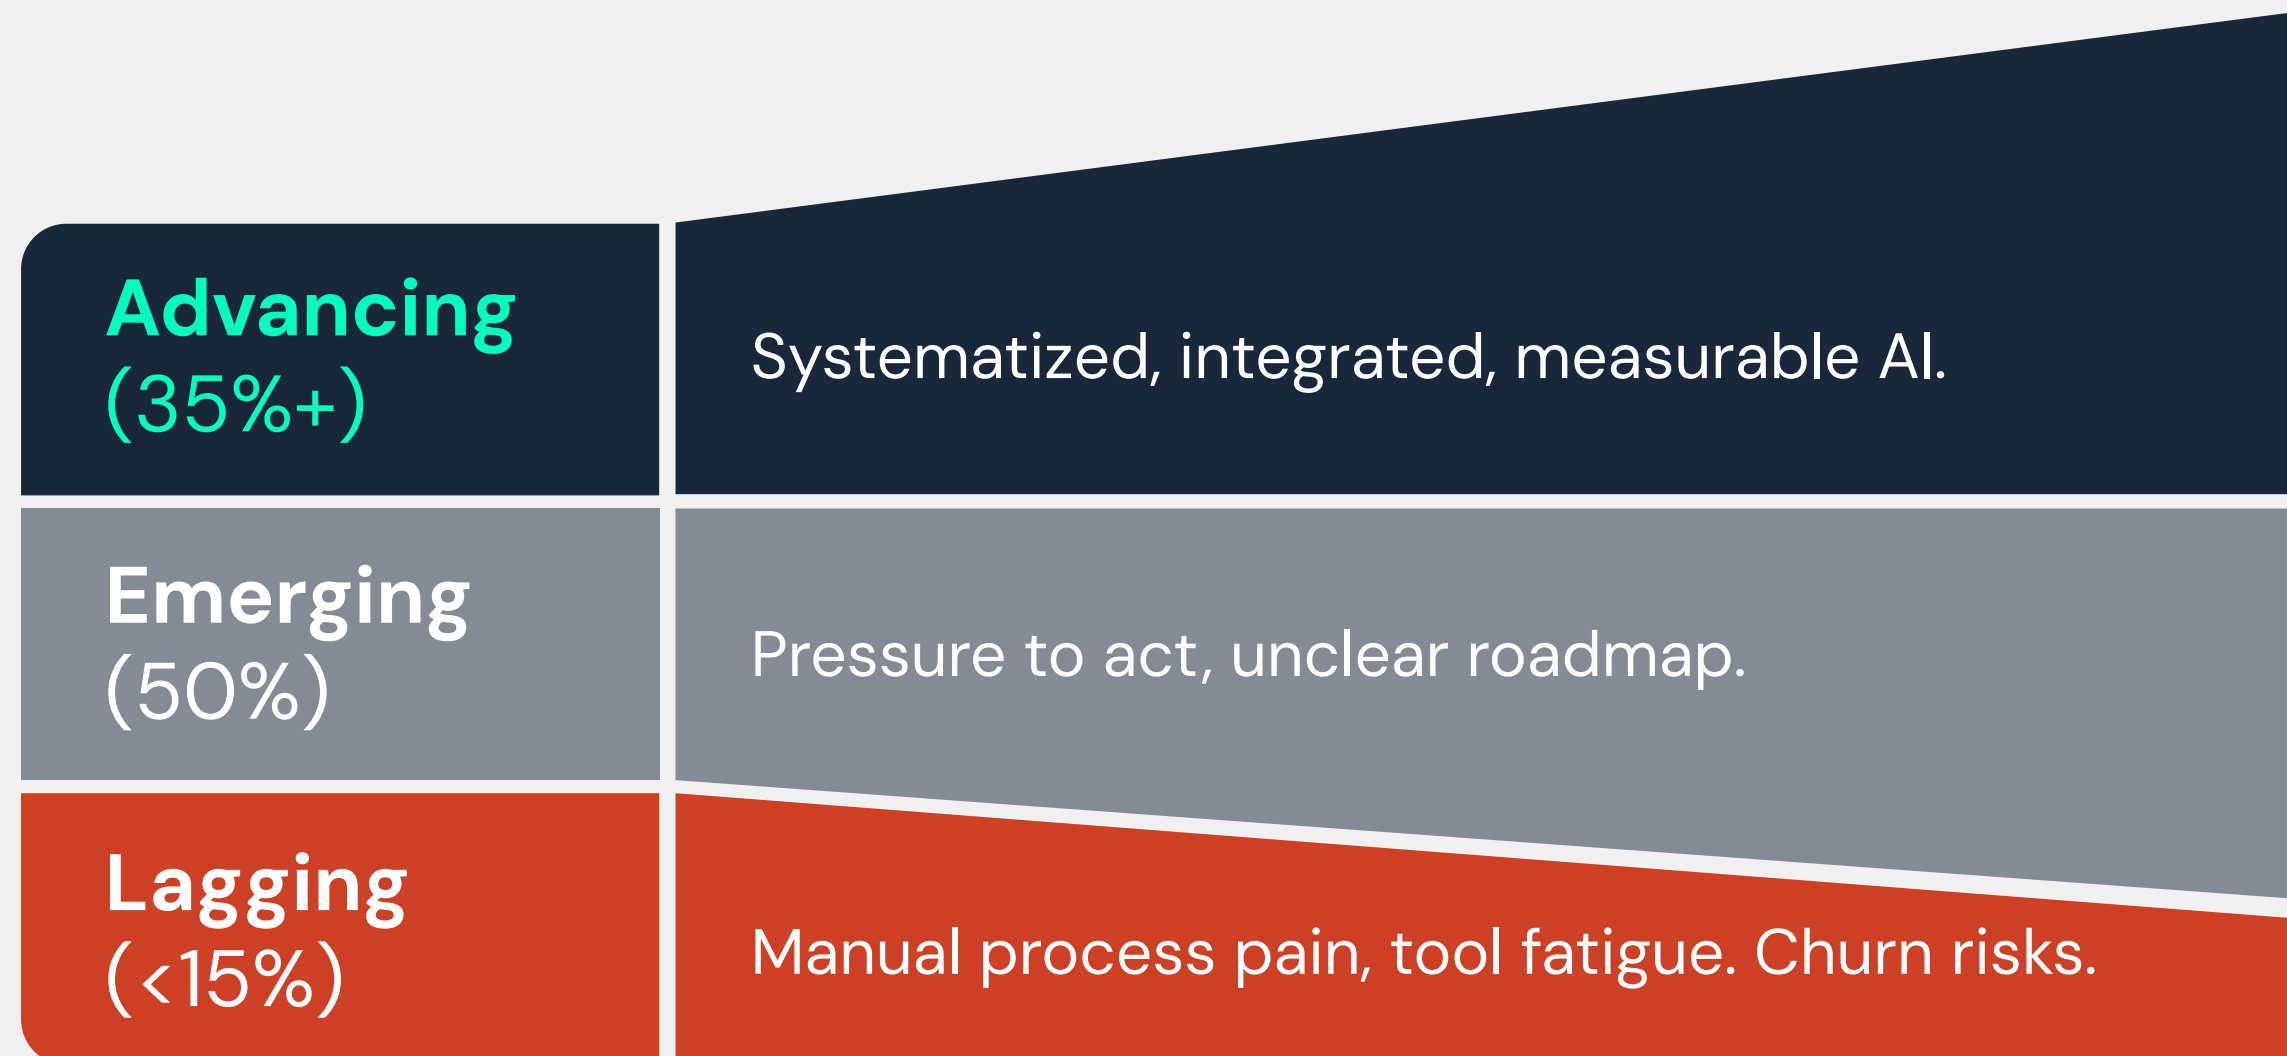 Advancing
(35%+)
Systematized, integrated, measurable AI.
Emerging
(50%)
Pressure to act, unclear roadmap.
Lagging
(<15%)
Manual process pain, tool fatigue. Churn risks.